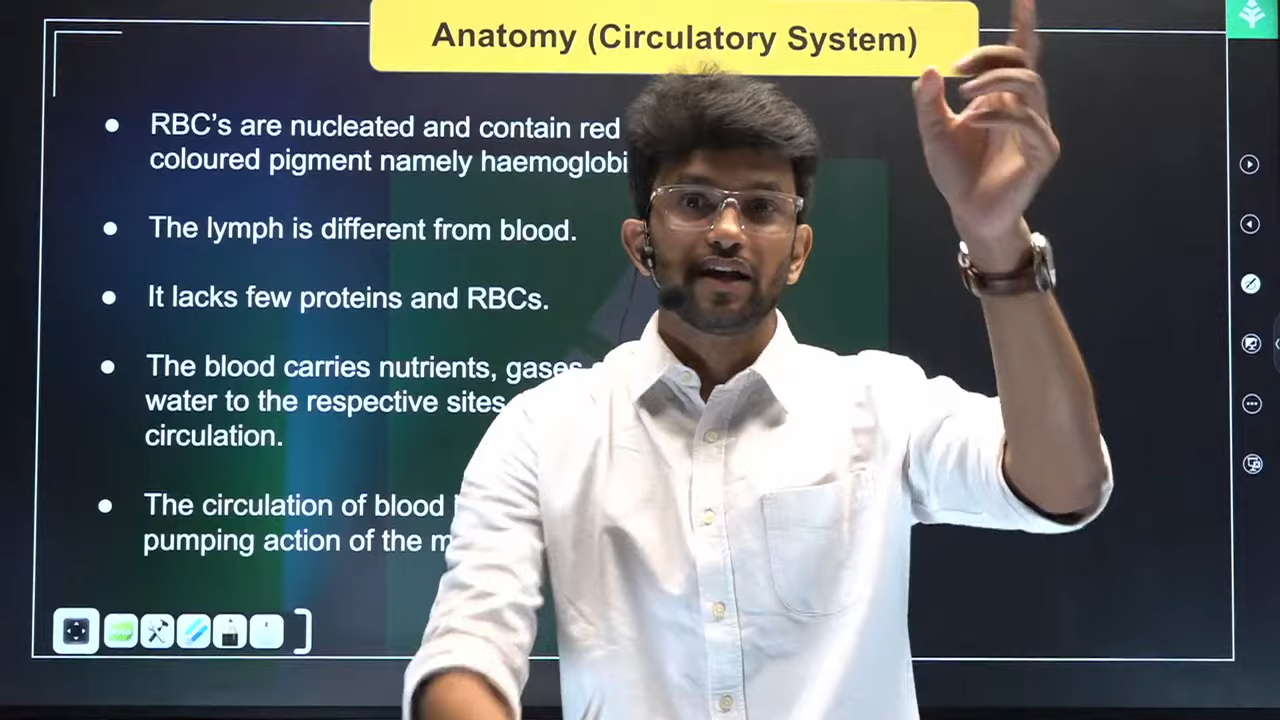 Anatomy (Circulatory System)
RBC's are nucleated and contain red
coloured pigment namely
The lymph is different from blood.
It lacks few proteins and RBCs.
The blood carries nutrients, gases
water to the respective sites
circulation.
The circulation of blood
pumping action of the